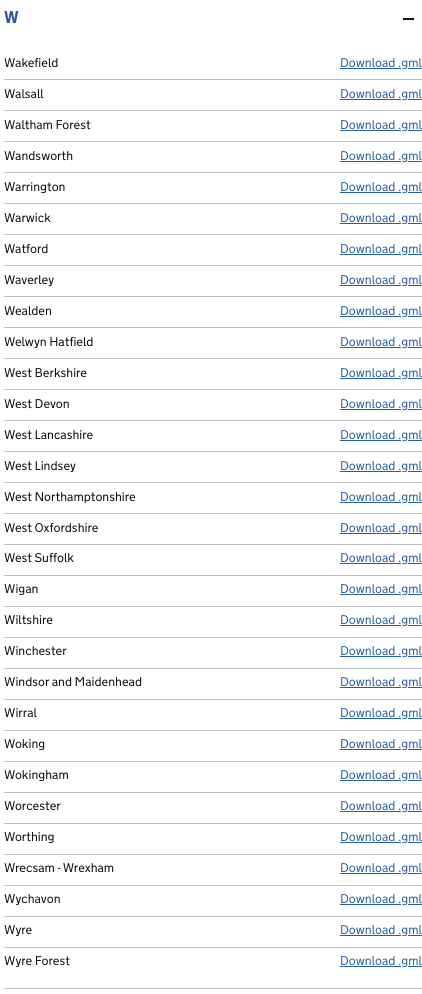 W
Wakefield Download .gml
Walsall Download .gml
Waltham Forest Download .gml
Wandsworth Download .gml
Warrington Download .gml
Warwick Download .gml
Watford Download .gml
Waverley Download .gml
Wealden Download .gml
Welwyn Hatfield Download .gml
West Berkshire Download .gml
West Devon Download .gml
West Lancashire Download .gml
West Lindsey Download .gml
West Northamptonshire Download .gml
West Oxfordshire Download .gml
West Suffolk Download .gml
Wigan Download .gml
Wiltshire Download .gml
Winchester Download .gml
Windsor and Maidenhead Download .gml
Wirral Download .gml
Woking Download .gml
Wokingham Download .gml
Worcester Download .gml
Worthing Download .gml
Wrecsam - Wrexham Download .gml
Wychavon Download .gml
Wyre Download .gml
Wyre Forest Download .gml